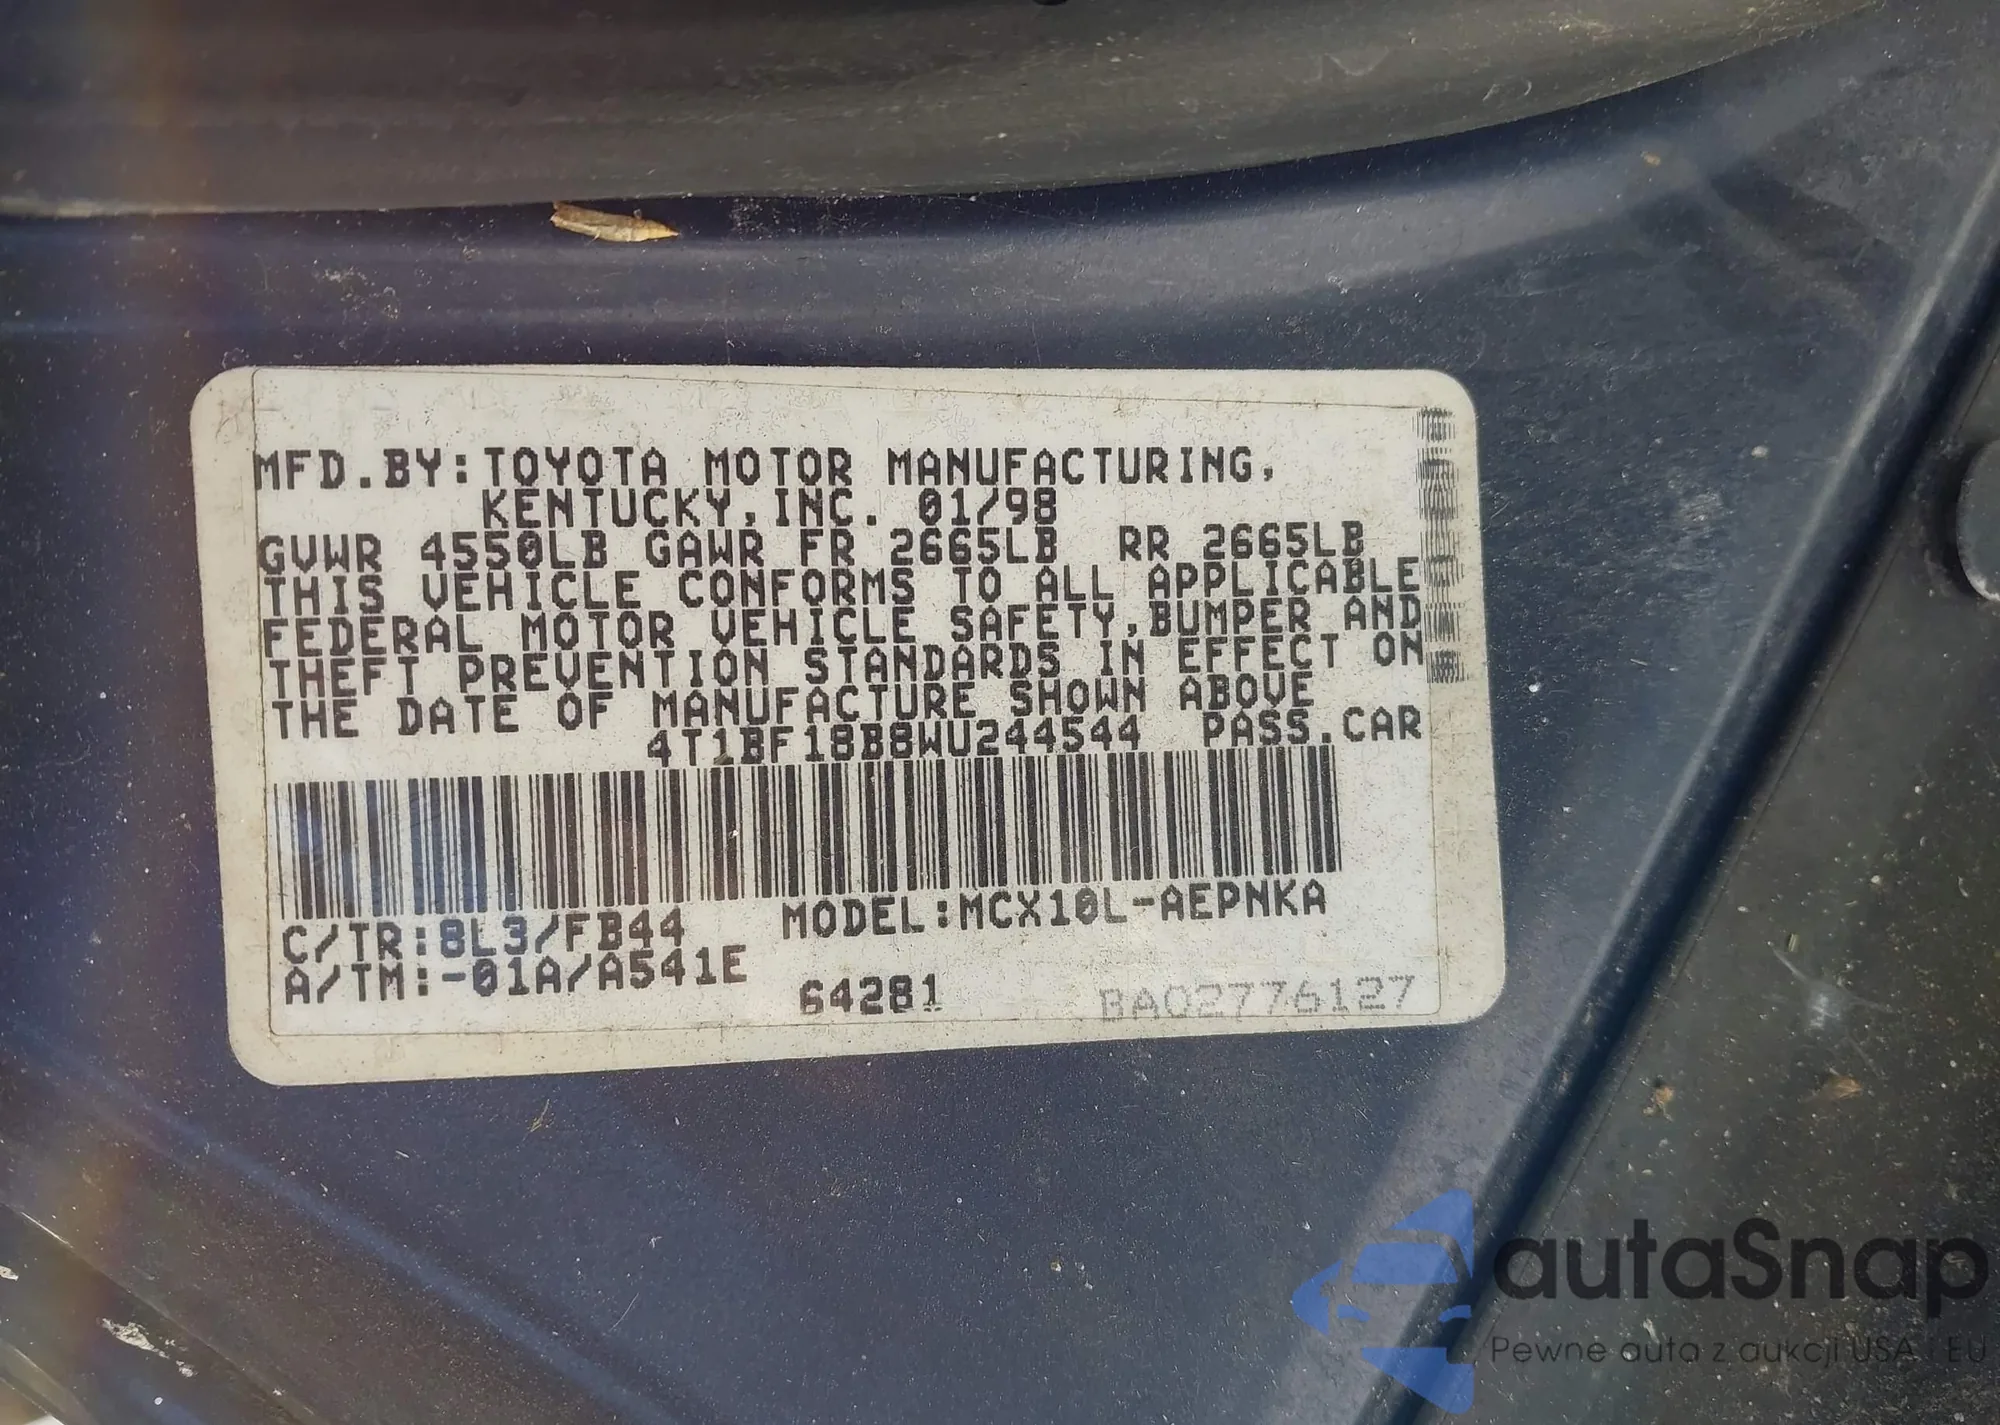 MFD.BY:TOYOTA MOTOR MANUFACTURING,
KENTUCKY,INC. 01/98
GVWR 4550LB GAWR FR 2665LB RR 2665LB
THIS VEHICLE CONFORMS TO ALL APPLICABLE
FEDERAL MOTOR VEHICLE SAFETY,BUMPER AND
THEFT PREVENTION STANDARDS IN EFFECT ON
THE DATE OF MANUFACTURE SHOWN ABOVE
4T1BF18B8WU244544 PASS.CAR
C/TR:8L3/FB44 MODEL:MCX10L-AEPNKA
A/TM:-01A/A541E
64281 BA02776127
autaSnap
Pewne auta z aukcji USA i EU